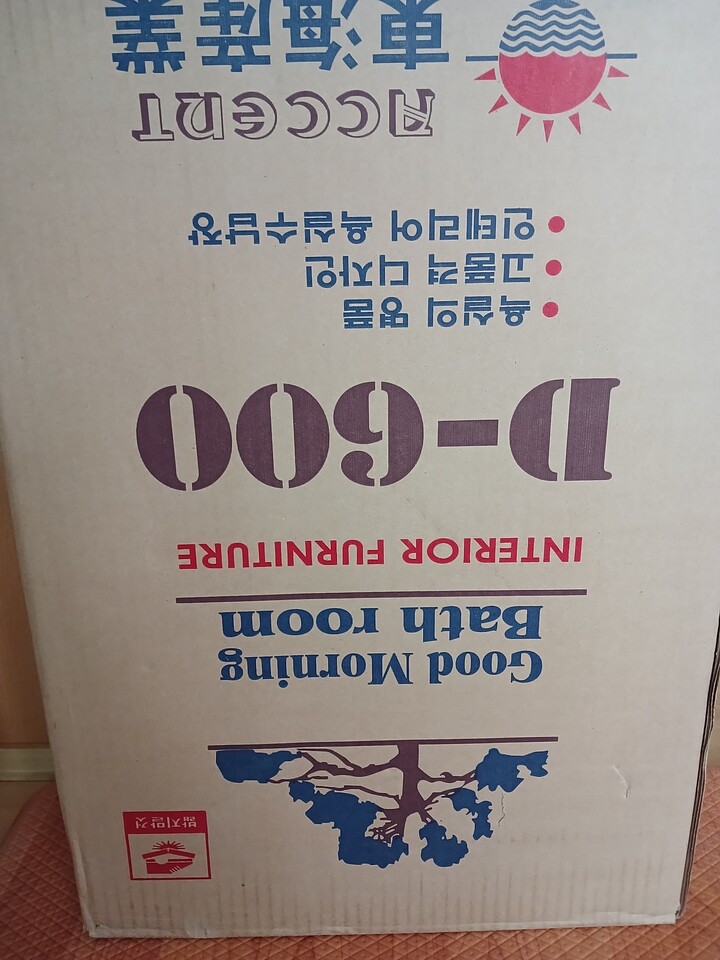 Good Morning
Bath room
INTERIOR FURNITURE
D-600
• 욕실의 명품
• 고품격 디자인
• 인테리어 욕실수납장
ACCENT
東海産業